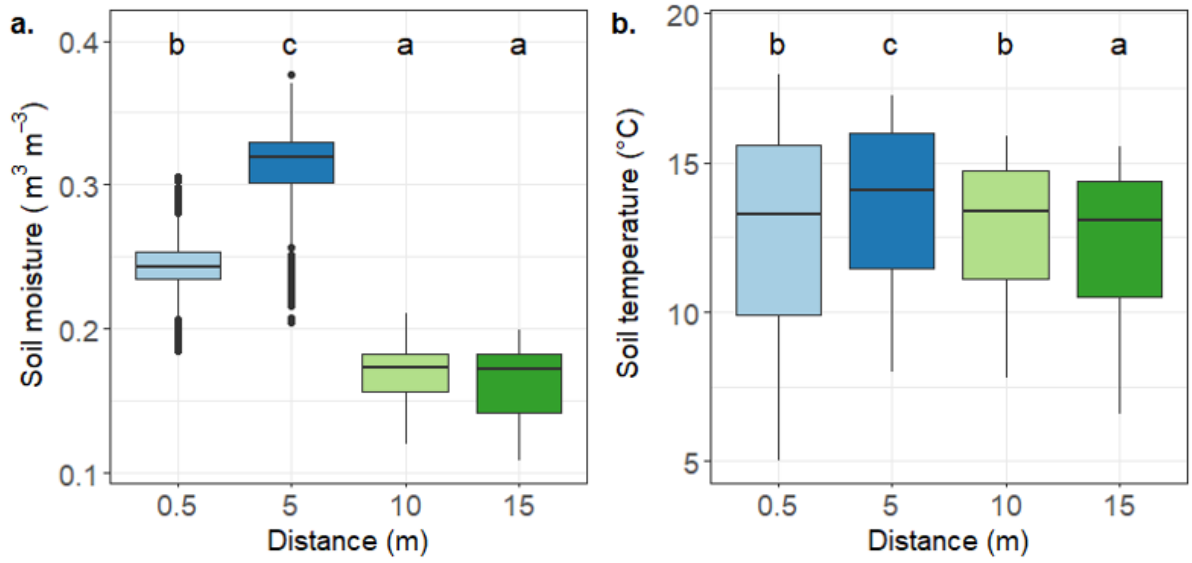 a.
b c a a
0.4
0.3
0.2
0.1
Soil moisture ( m³ m⁻³)
0.5 5 10 15
Distance (m)
b.
b c b a
20
15
10
5
Soil temperature (°C)
0.5 5 10 15
Distance (m)